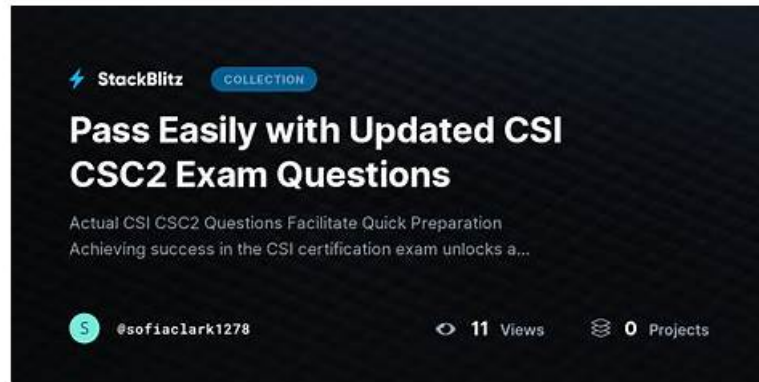 StackBlitz COLLECTION
Pass Easily with Updated CSI
CSC2 Exam Questions
Actual CSI CSC2 Questions Facilitate Quick Preparation
Achieving success in the CSI certification exam unlocks a...
S @sofiaclark1278 11 Views 0 Projects